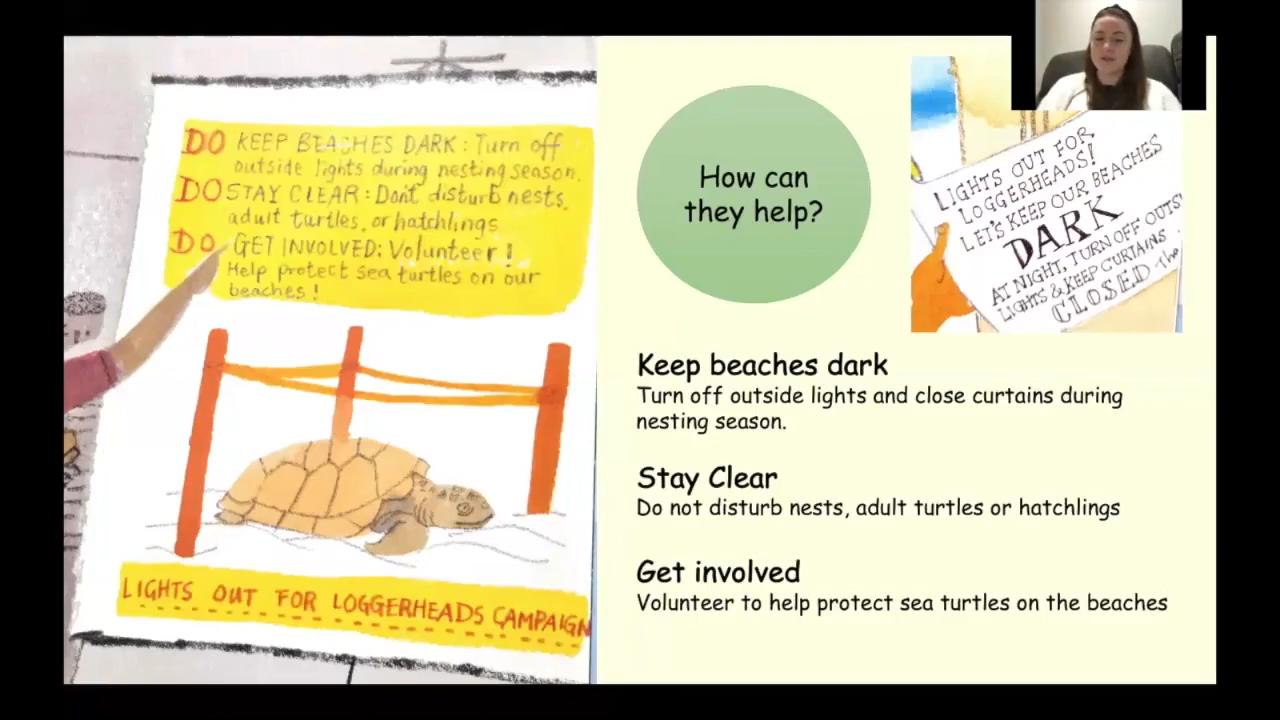 DO KEEP BEACHES DARK: Turn off
outside lights during nesting season.
DO STAY CLEAR: Don't disturb nests,
adult turtles, or hatchlings
DO GET INVOLVED: Volunteer!
Help protect sea turtles on our
beaches!
LIGHTS OUT FOR LOGGERHEADS CAMPAIGN
How can
they help?
LIGHTS OUT FOR
LOGGERHEADS!
LET'S KEEP OUR BEACHES
DARK
AT NIGHT, TURN OFF OUTS
LIGHTS & KEEP CURTAINS
CLOSED The
Keep beaches dark
Turn off outside lights and close curtains during
nesting season.
Stay Clear
Do not disturb nests, adult turtles or hatchlings
Get involved
Volunteer to help protect sea turtles on the beaches